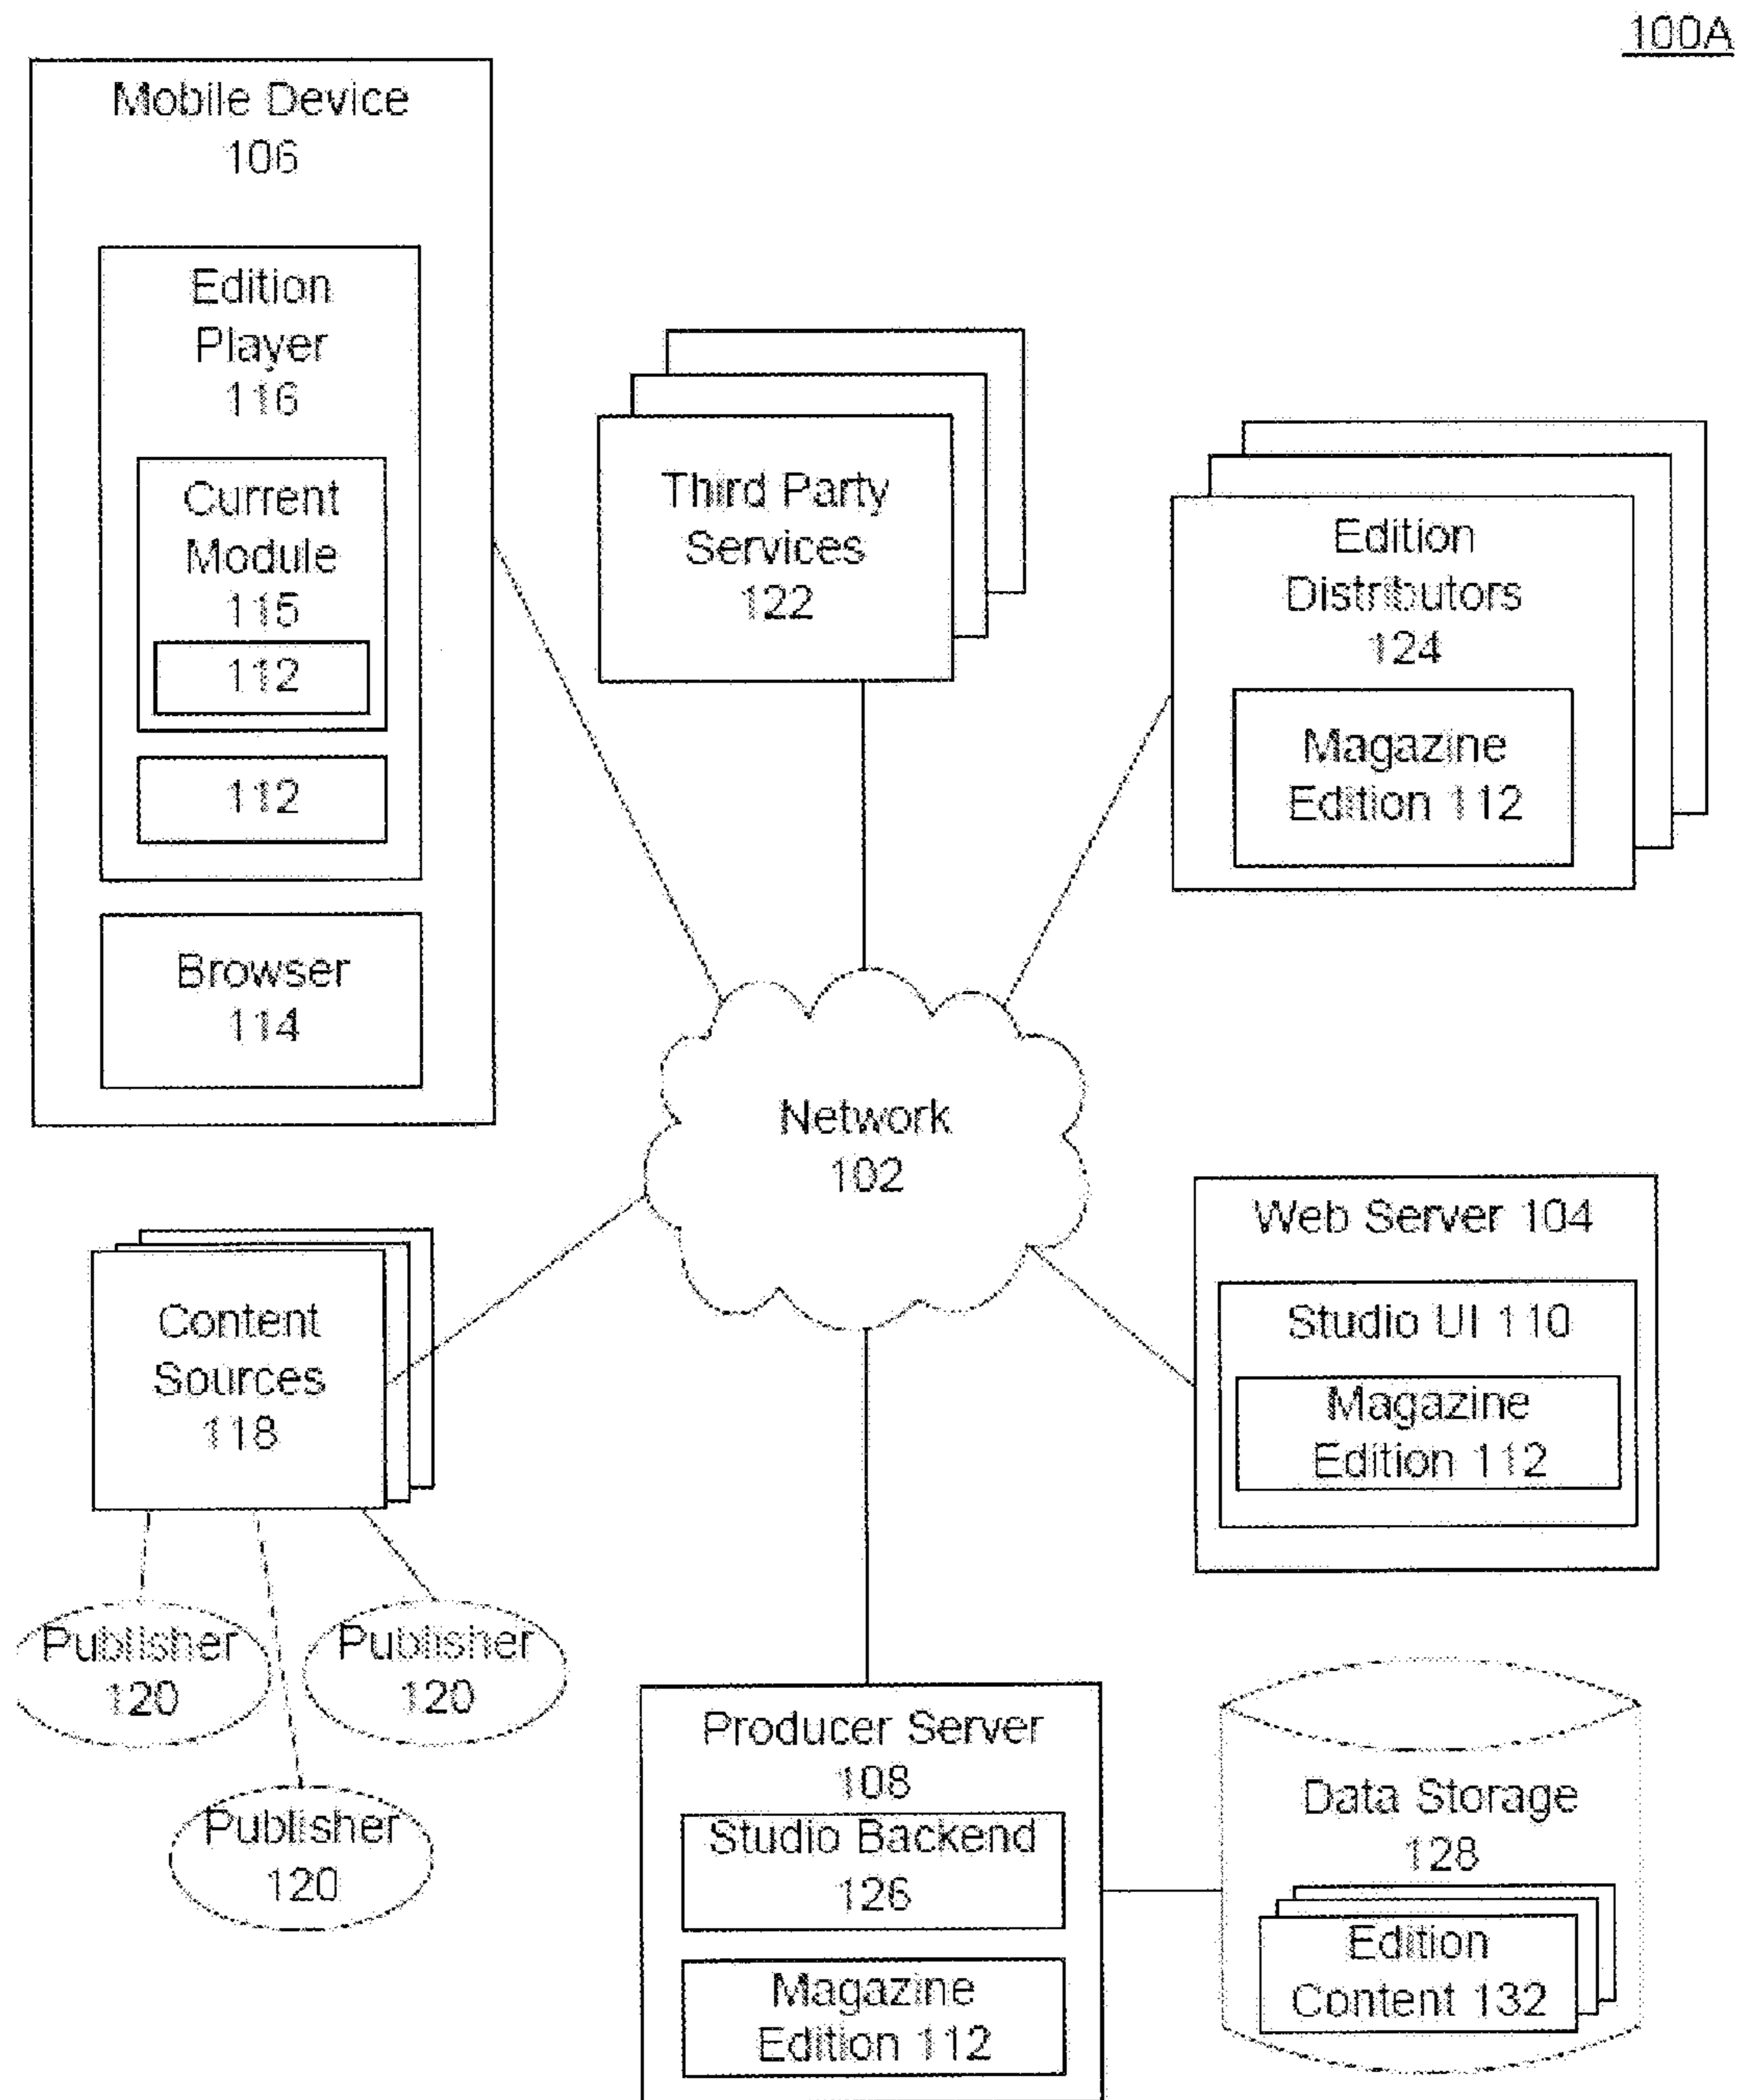 100A
Mobile Device
106
Edition
Player
116
Current
Module
115
112
112
Browser
114
Third Party
Services
122
Edition
Distributors
124
Magazine
Edition 112
Network
102
Web Server 104
Studio UI 110
Magazine
Edition 112
Content
Sources
118
Publisher
120
Publisher
120
Publisher
120
Producer Server
108
Studio Backend
126
Magazine
Edition 112
Data Storage
128
Edition
Content 132